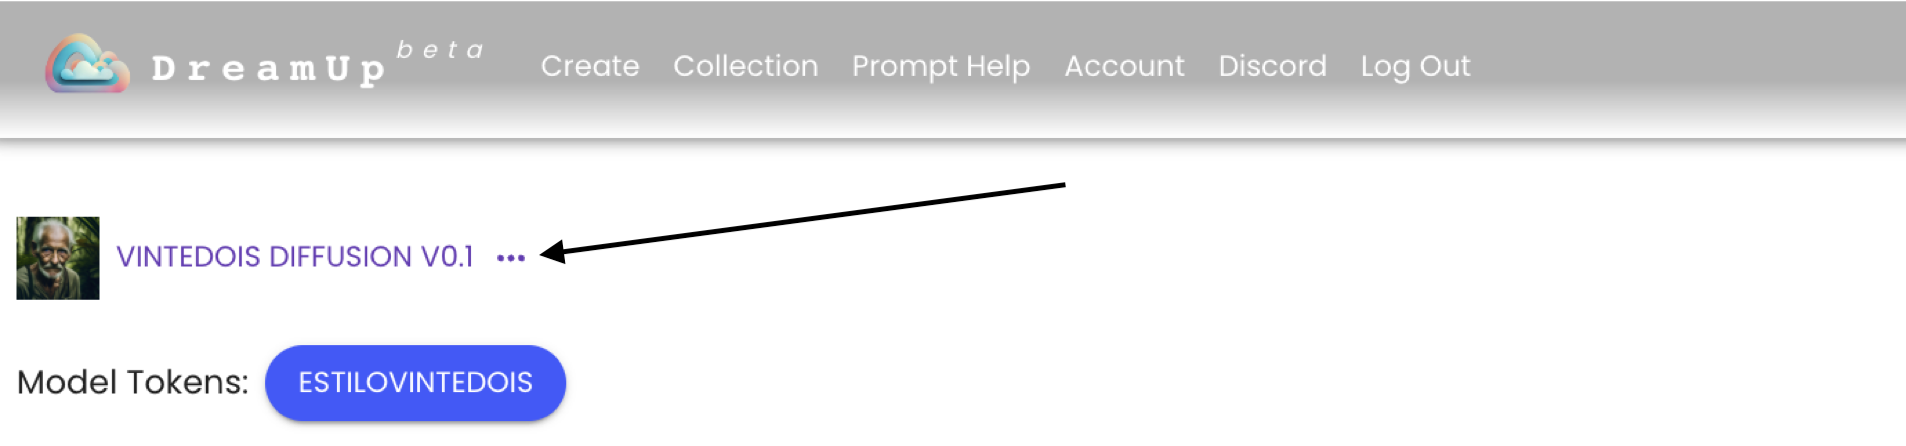 DreamUp beta Create Collection Prompt Help Account Discord Log Out
VINTEDOIS DIFFUSION V0.1 •••
Model Tokens: ESTILOVINTEDOIS